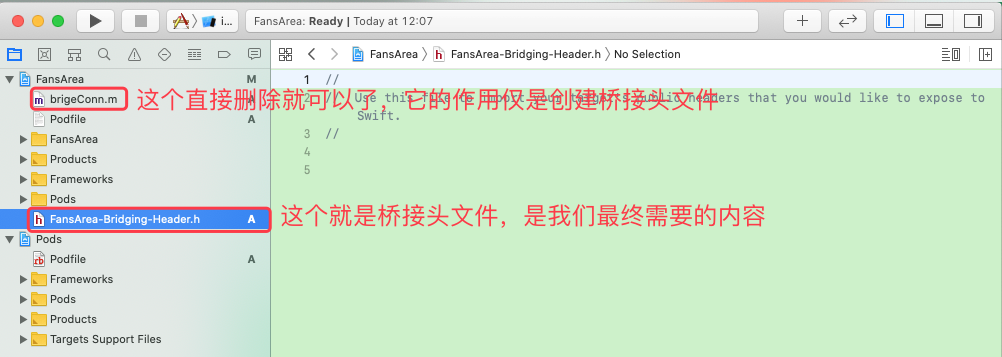 i...
FansArea: Ready | Today at 12:07
FansArea
FansArea-Bridging-Header.h
No Selection
FansArea M
brigeConn.m
这个直接删除就可以了，它的作用仅是创建桥接头文件
Podfile
FansArea
Products
Frameworks
Pods
FansArea-Bridging-Header.h A
这个就是桥接头文件，是我们最终需要的内容
Pods
Podfile A
Frameworks
Pods
Products
Targets Support Files
1 //
2 // Use this file to import your target's public headers that you would like to expose to
Swift.
3 //
4
5